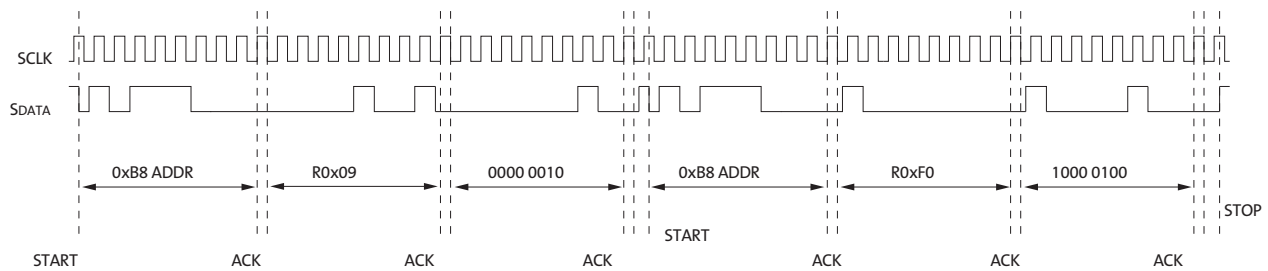 SCLK
SDATA
0xB8 ADDR R0x09 0000 0010 0xB8 ADDR R0xF0 1000 0100
STOP
START
START ACK ACK ACK ACK ACK ACK